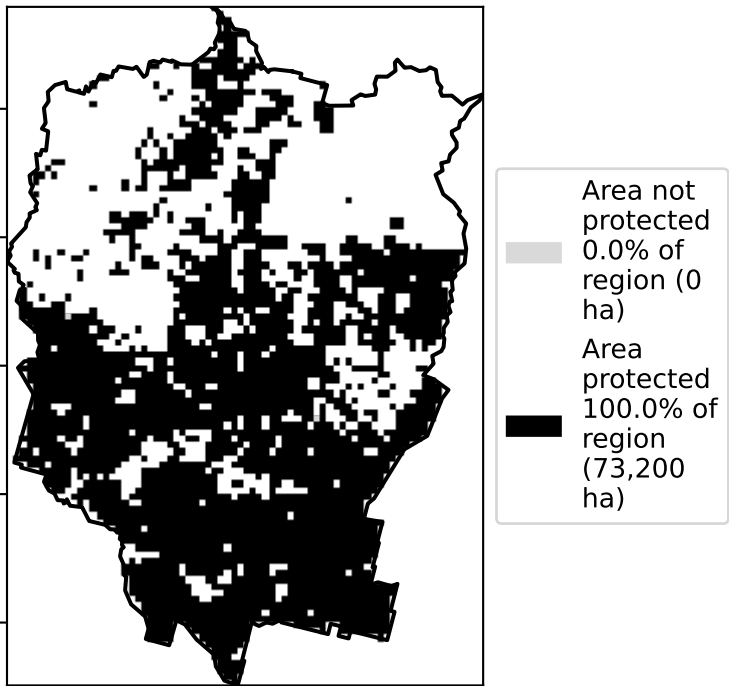 Area not
protected
0.0% of
region (0
ha)
Area
protected
100.0% of
region
(73,200
ha)